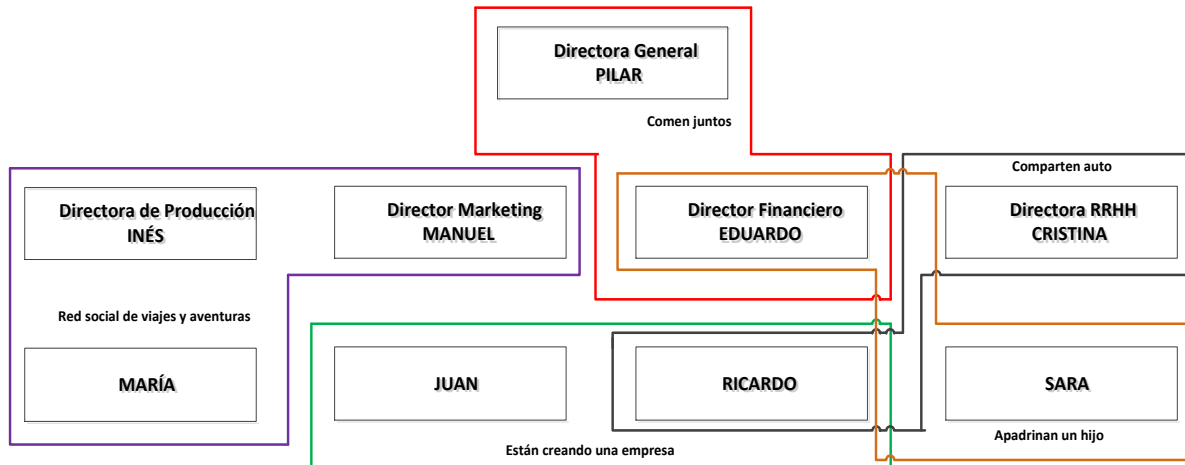 Directora General
PILAR
Comen juntos
Comparten auto
Directora de Producción
INÉS
Director Marketing
MANUEL
Director Financiero
EDUARDO
Directora RRHH
CRISTINA
Red social de viajes y aventuras
MARÍA
JUAN
RICARDO
SARA
Están creando una empresa
Apadrinan un hijo